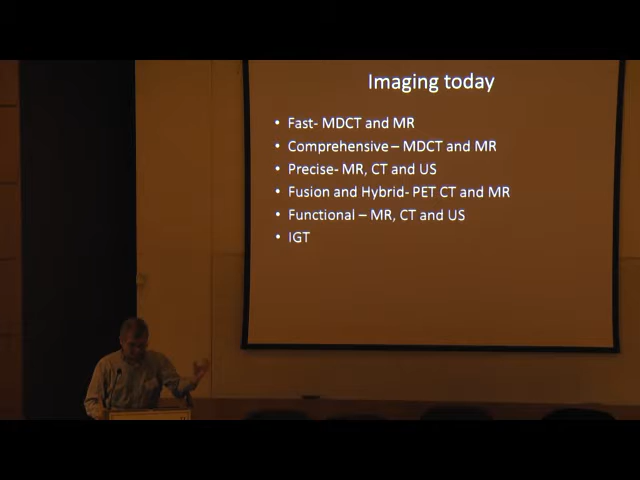 Imaging today
• Fast- MDCT and MR
• Comprehensive – MDCT and MR
• Precise- MR, CT and US
• Fusion and Hybrid- PET CT and MR
• Functional – MR, CT and US
• IGT